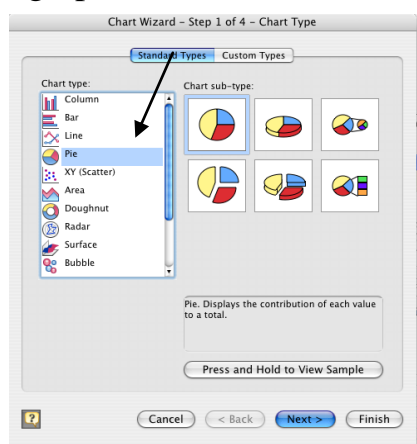 Chart Wizard – Step 1 of 4 – Chart Type
Standard Types Custom Types
Chart type:
Column
Bar
Line
Pie
XY (Scatter)
Area
Doughnut
Radar
Surface
Bubble
Chart sub-type:
Pie. Displays the contribution of each value
to a total.
Press and Hold to View Sample
? Cancel < Back Next > Finish